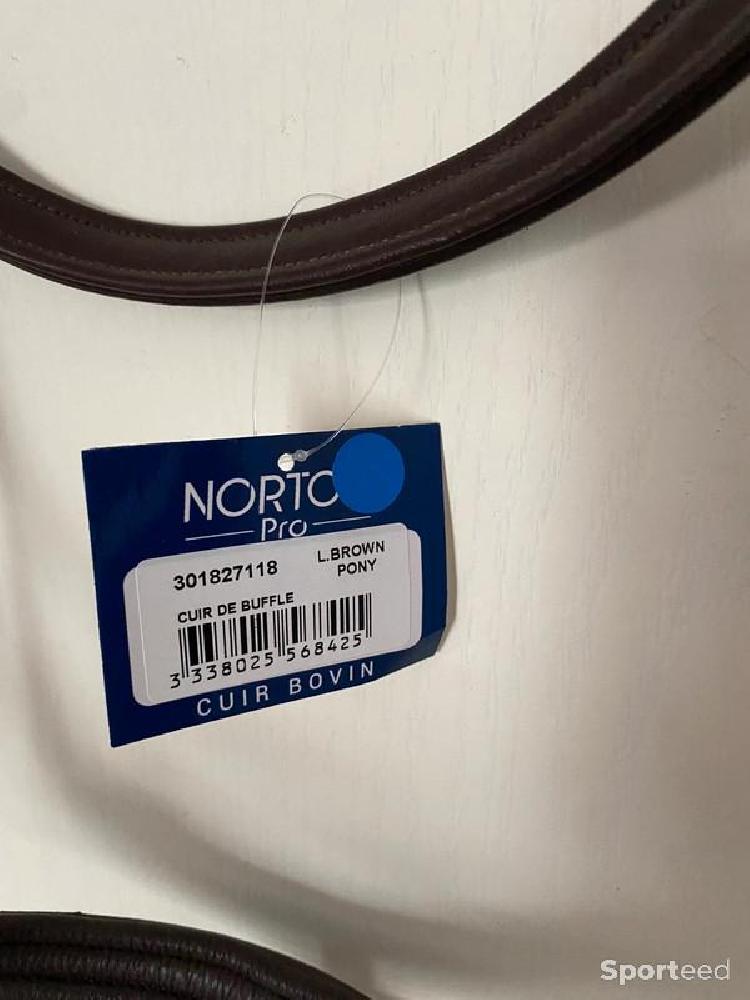 NORTO
Pro
301827118
L.BROWN
PONY
CUIR DE BUFFLE
3 338025 568425
CUIR BOVIN
Sporteed